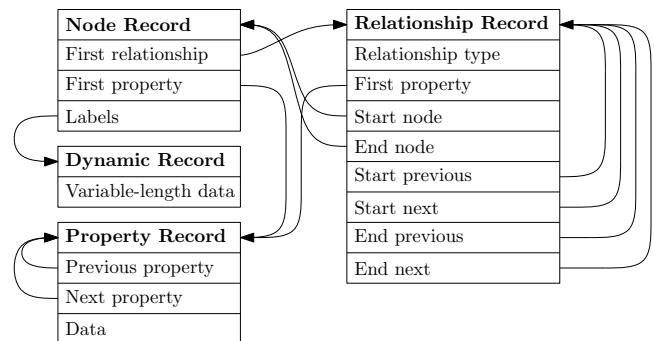 Node Record
First relationship
First property
Labels
Dynamic Record
Variable-length data
Property Record
Previous property
Next property
Data
Relationship Record
Relationship type
First property
Start node
End node
Start previous
Start next
End previous
End next